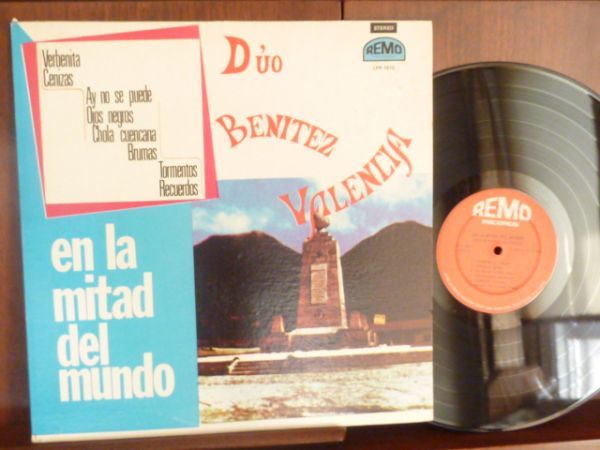 Verbenita
Cenizas
Ay no se puede
Ojos negros
Chola cuencana
Brumas
Tormentos
Recuerdos
STEREO
REMO
Dúo
BENITEZ
VALENCIA
en la
mitad
del
mundo
REMO
RECORDS